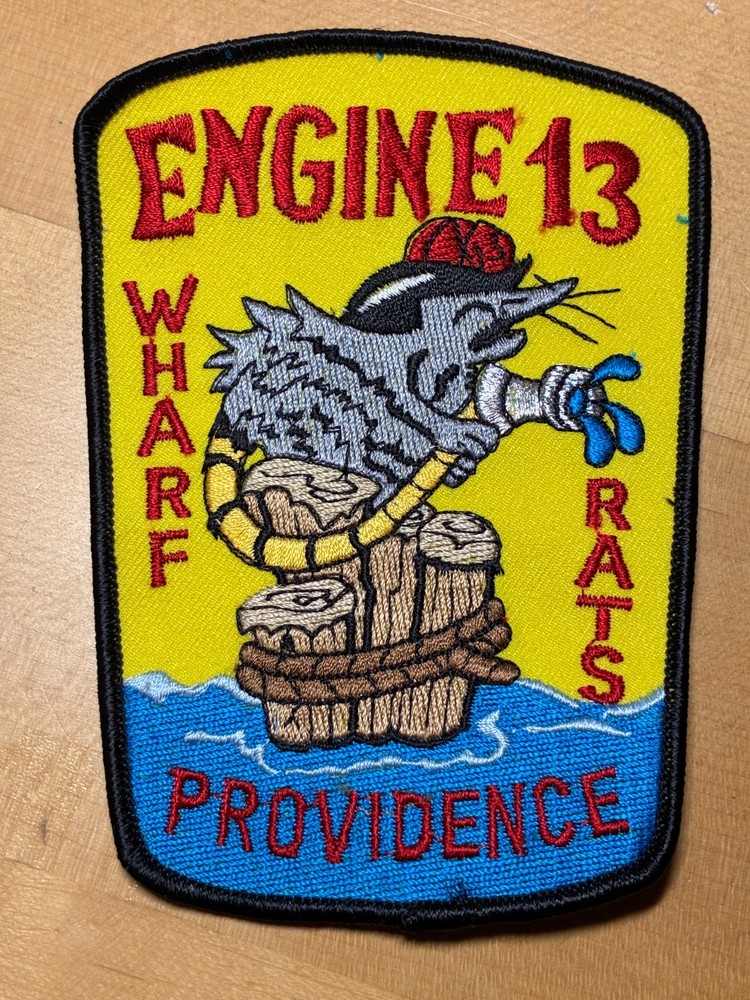 ENGINE 13
WHARF
RATS
PROVIDENCE